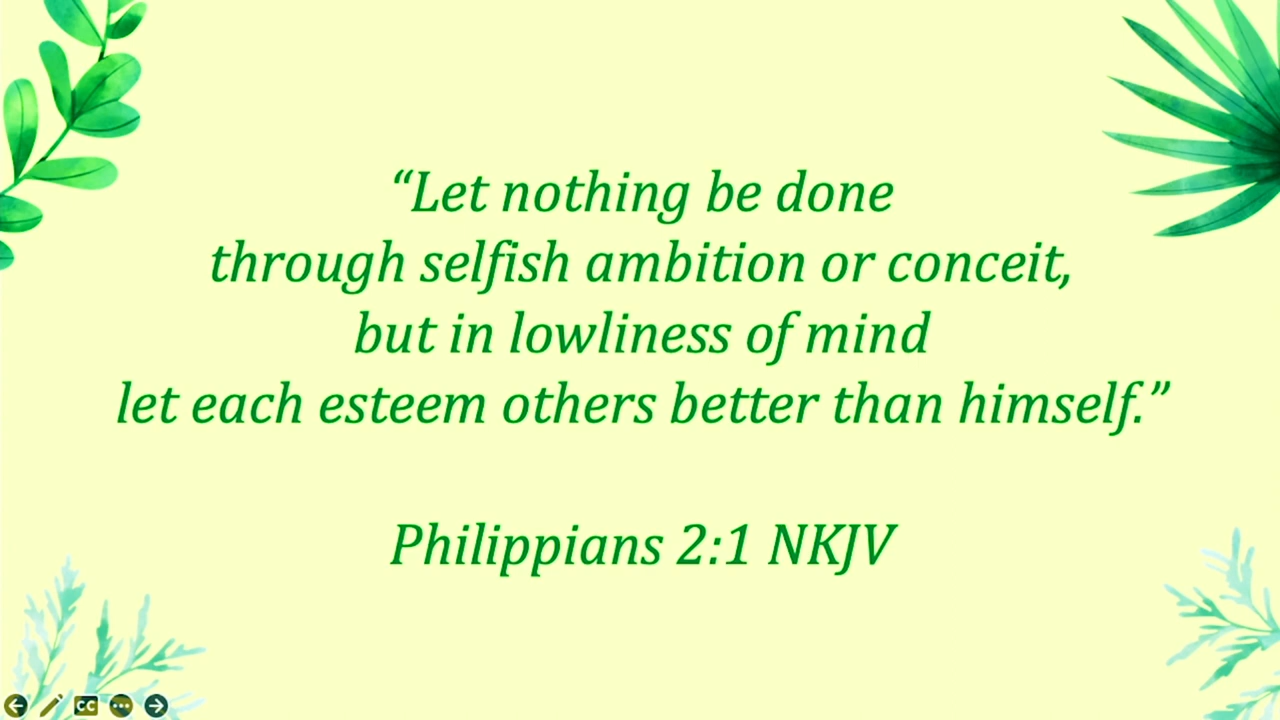 “Let nothing be done
through selfish ambition or conceit,
but in lowliness of mind
let each esteem others better than himself.”
Philippians 2:1 NKJV
CC